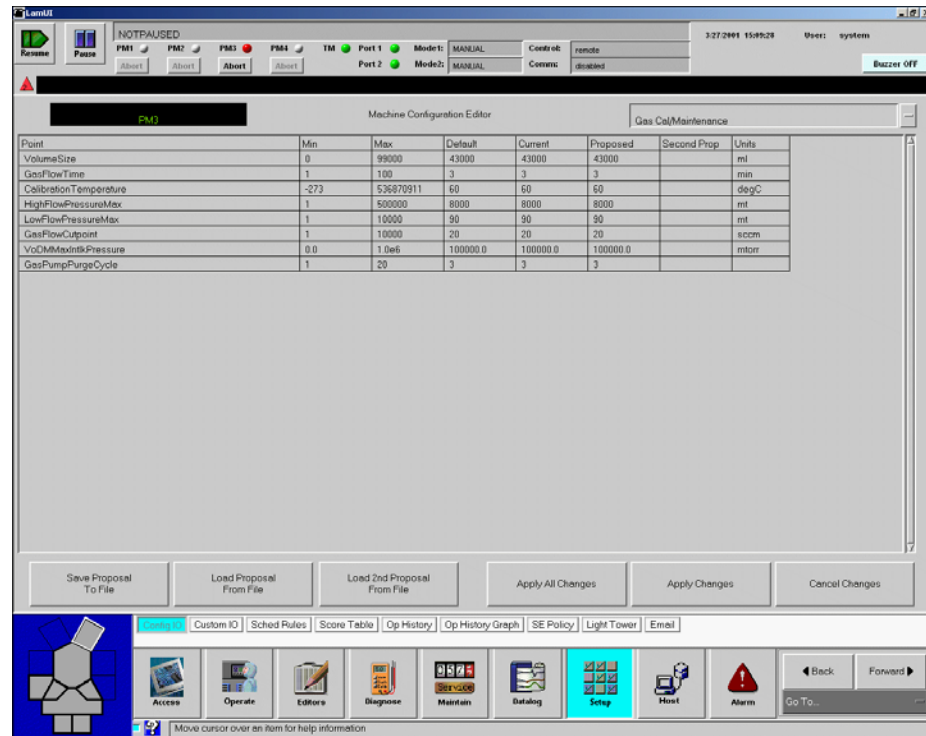 LamUI
Resume
Pause
NOTPAUSED
PM1 PM2 PM3 PM4 TM Port 1 Mode1: MANUAL Control: remote
Abort Abort Abort Abort Port 2 Mode2: MANUAL Comm: disabled
3/27/2001 15:09:28 User: system
Buzzer OFF
PM3 Machine Configuration Editor Gas Cal/Maintenance
Point Min Max Default Current Proposed Second Prop Units
VolumeSize 0 99000 43000 43000 43000 ml
GasFlowTime 1 100 3 3 3 min
CalibrationTemperature -273 536870911 60 60 60 degC
HighFlowPressureMax 1 500000 8000 8000 8000 mt
LowFlowPressureMax 1 10000 90 90 90 mt
GasFlowCutpoint 1 10000 20 20 20 sccm
VoDMMaxIntlkPressure 0.0 1.0e6 100000.0 100000.0 100000.0 mtorr
GasPumpPurgeCycle 1 20 3 3 3
Save Proposal To File
Load Proposal From File
Load 2nd Proposal From File
Apply All Changes
Apply Changes
Cancel Changes
Config IO Custom IO Sched Rules Score Table Op History Op History Graph SE Policy Light Tower Email
Service
Access Operate Editors Diagnose Maintain Datalog Setup Host Alarm
Back Forward
Go To..
Move cursor over an item for help information